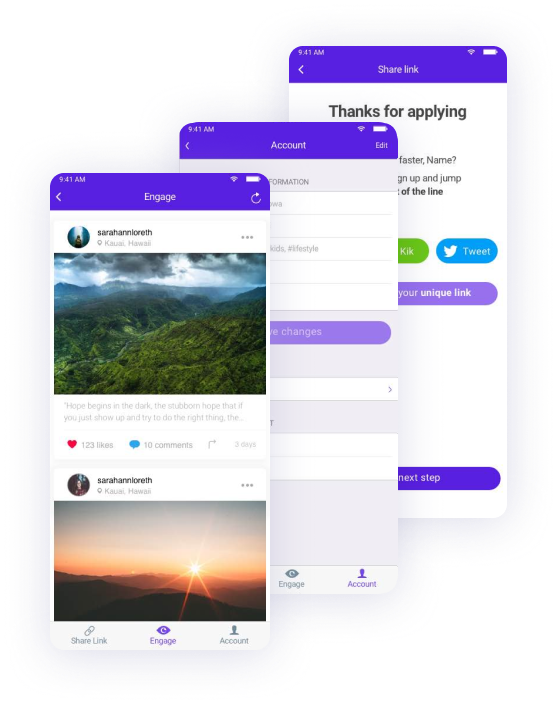 9:41 AM
Share link
Thanks for applying
faster, Name?
gn up and jump
of the line
Kik
Tweet
your unique link
next step
9:41 AM
Account
Edit
FORMATION
kids, #lifestyle
changes
Engage
Account
9:41 AM
Engage
sarahannloreth
Kauai, Hawaii
"Hope begins in the dark, the stubborn hope that if
you just show up and try to do the right thing, the...
123 likes
10 comments
3 days
sarahannloreth
Kauai, Hawaii
Share Link
Engage
Account